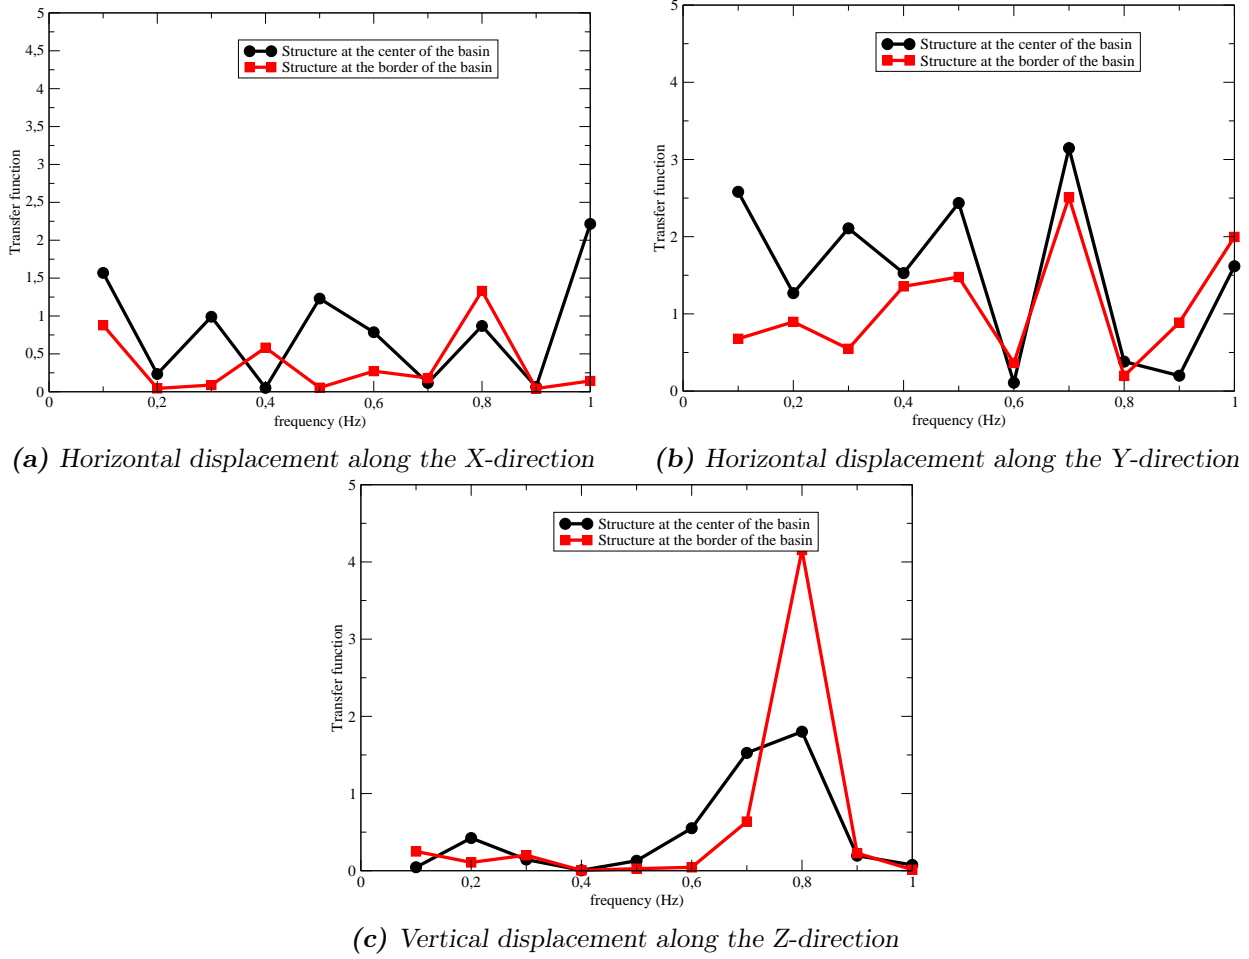 5
4,5
4
3,5
3
2,5
2
1,5
1
0,5
0
Transfer function
Structure at the center of the basin
Structure at the border of the basin
0 0,2 0,4 0,6 0,8 1
frequency (Hz)
(a) Horizontal displacement along the X-direction
5
4
3
2
1
0
Transfer function
Structure at the center of the basin
Structure at the border of the basin
0 0,2 0,4 0,6 0,8 1
frequency (Hz)
(b) Horizontal displacement along the Y-direction
5
4
3
2
1
0
Transfer function
Structure at the center of the basin
Structure at the border of the basin
0 0,2 0,4 0,6 0,8 1
frequency (Hz)
(c) Vertical displacement along the Z-direction